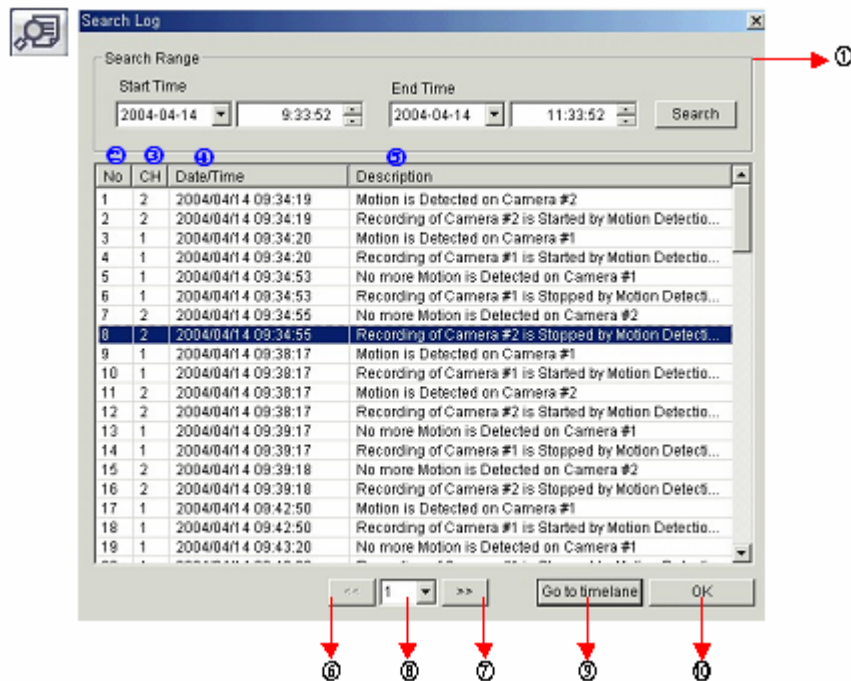 Search Log
①
Search Range
Start Time End Time
2004-04-14 9:33:52 2004-04-14 11:33:52 Search
② ③ ④ ⑤
No CH Date/Time Description
1 2 2004/04/14 09:34:19 Motion is Detected on Camera #2
2 2 2004/04/14 09:34:19 Recording of Camera #2 is Started by Motion Detectio...
3 1 2004/04/14 09:34:20 Motion is Detected on Camera #1
4 1 2004/04/14 09:34:20 Recording of Camera #1 is Started by Motion Detectio...
5 1 2004/04/14 09:34:53 No more Motion is Detected on Camera #1
6 1 2004/04/14 09:34:53 Recording of Camera #1 is Stopped by Motion Detecti...
7 2 2004/04/14 09:34:55 No more Motion is Detected on Camera #2
8 2 2004/04/14 09:34:55 Recording of Camera #2 is Stopped by Motion Detecti...
9 1 2004/04/14 09:38:17 Motion is Detected on Camera #1
10 1 2004/04/14 09:38:17 Recording of Camera #1 is Started by Motion Detectio...
11 2 2004/04/14 09:38:17 Motion is Detected on Camera #2
12 2 2004/04/14 09:38:17 Recording of Camera #2 is Started by Motion Detectio...
13 1 2004/04/14 09:39:17 No more Motion is Detected on Camera #1
14 1 2004/04/14 09:39:17 Recording of Camera #1 is Stopped by Motion Detecti...
15 2 2004/04/14 09:39:18 No more Motion is Detected on Camera #2
16 2 2004/04/14 09:39:18 Recording of Camera #2 is Stopped by Motion Detecti...
17 1 2004/04/14 09:42:50 Motion is Detected on Camera #1
18 1 2004/04/14 09:42:50 Recording of Camera #1 is Started by Motion Detectio...
19 1 2004/04/14 09:43:20 No more Motion is Detected on Camera #1
<< 1 >> Go to timelane OK
⑥ ⑧ ⑦ ⑨ ⑩